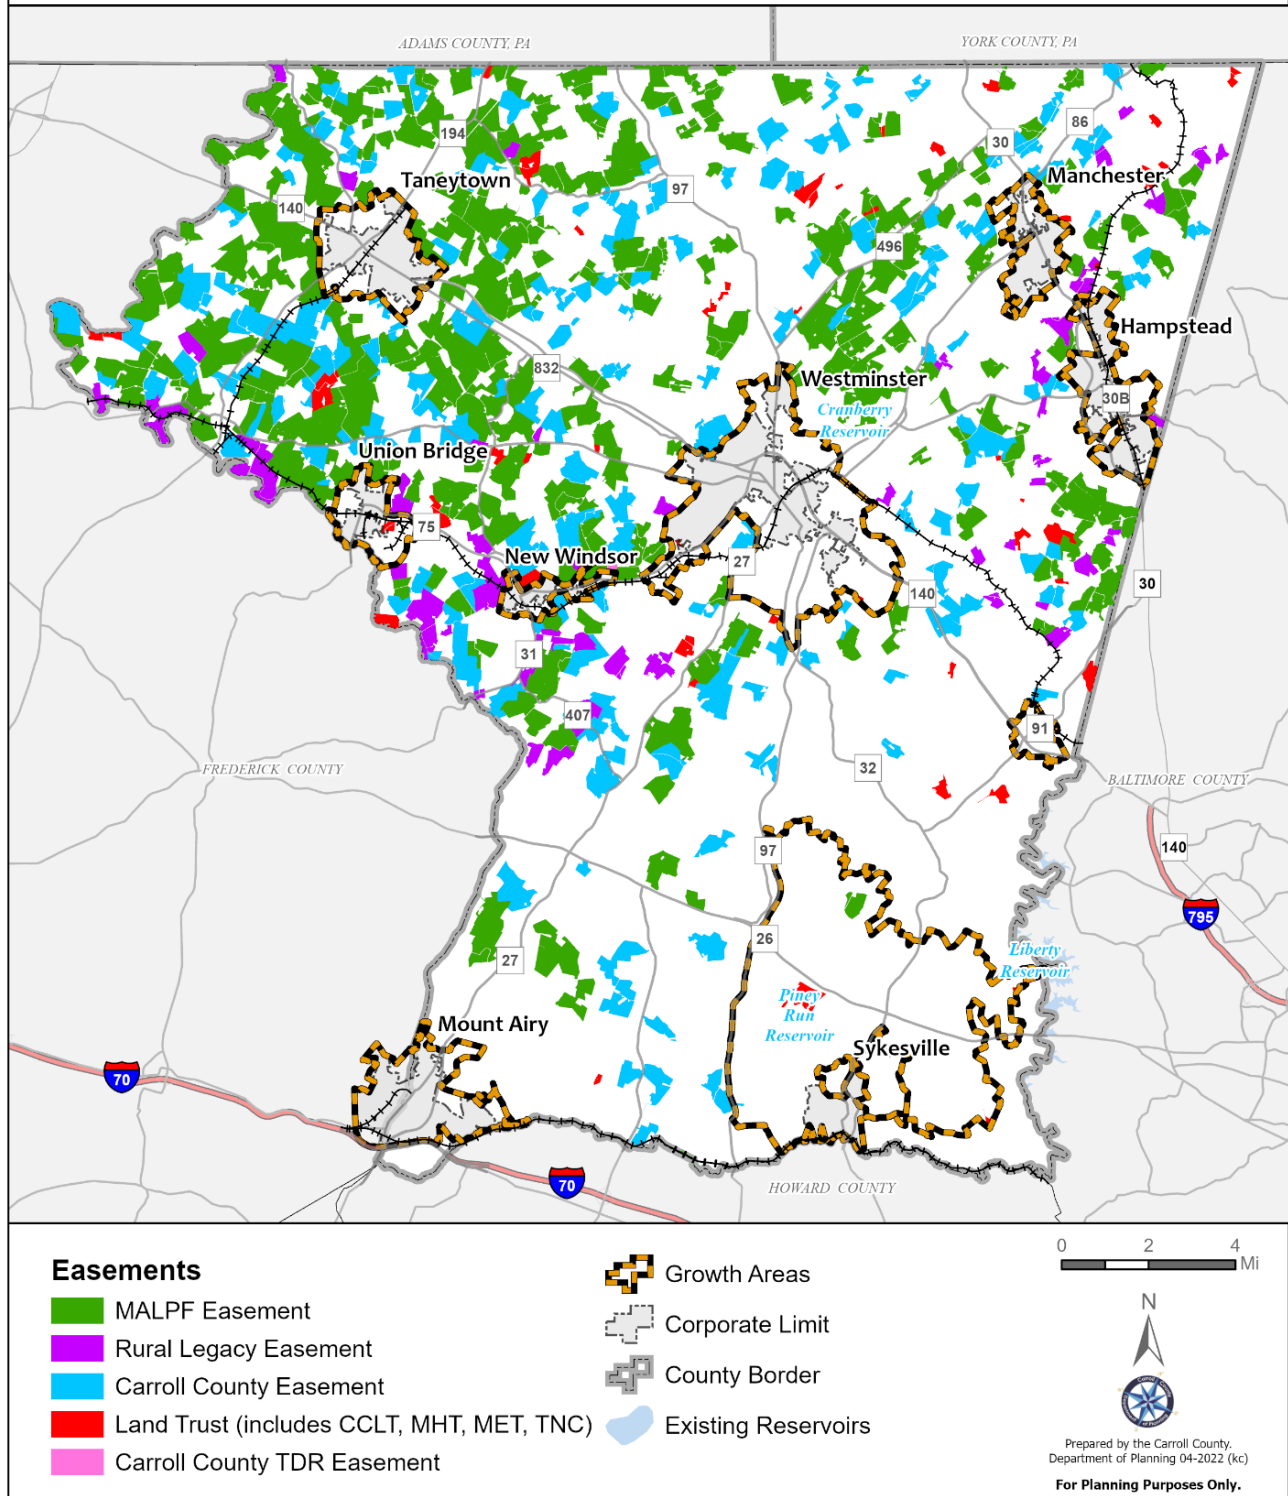 ADAMS COUNTY, PA
YORK COUNTY, PA
194
86
30
Taneytown
Manchester
140
97
496
Hampstead
832
Westminster
30B
Cranberry
Reservoir
Union Bridge
75
New Windsor
27
140
30
31
407
91
FREDERICK COUNTY
32
BALTIMORE COUNTY
97
140
795
26
27
Liberty
Reservoir
Piney
Run
Reservoir
Mount Airy
Sykesville
70
70
HOWARD COUNTY
Easements
MALPF Easement
Rural Legacy Easement
Carroll County Easement
Land Trust (includes CCLT, MHT, MET, TNC)
Carroll County TDR Easement
Growth Areas
Corporate Limit
County Border
Existing Reservoirs
0 2 4
Mi
N
Prepared by the Carroll County.
Department of Planning 04-2022 (kc)
For Planning Purposes Only.